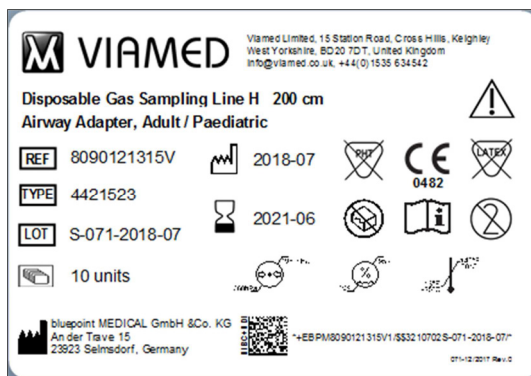 VIAMED
Viamed Limited, 15 Station Road, Cross Hills, Keighley
West Yorkshire, BD20 7DT, United Kingdom
info@viamed.co.uk, +44(0)1535 634542
Disposable Gas Sampling Line H 200 cm
Airway Adapter, Adult / Paediatric
REF 8090121315V
2018-07
PHT
CE
0482
LATEX
TYPE 4421523
2021-06
i
2
LOT S-071-2018-07
10 units
%
bluepoint MEDICAL GmbH &Co. KG
An der Trave 15
23923 Selmsdorf, Germany
*+EBPM8090121315V1/$$3210702S-071-2018-07/*
071-12/2017 Rev.0